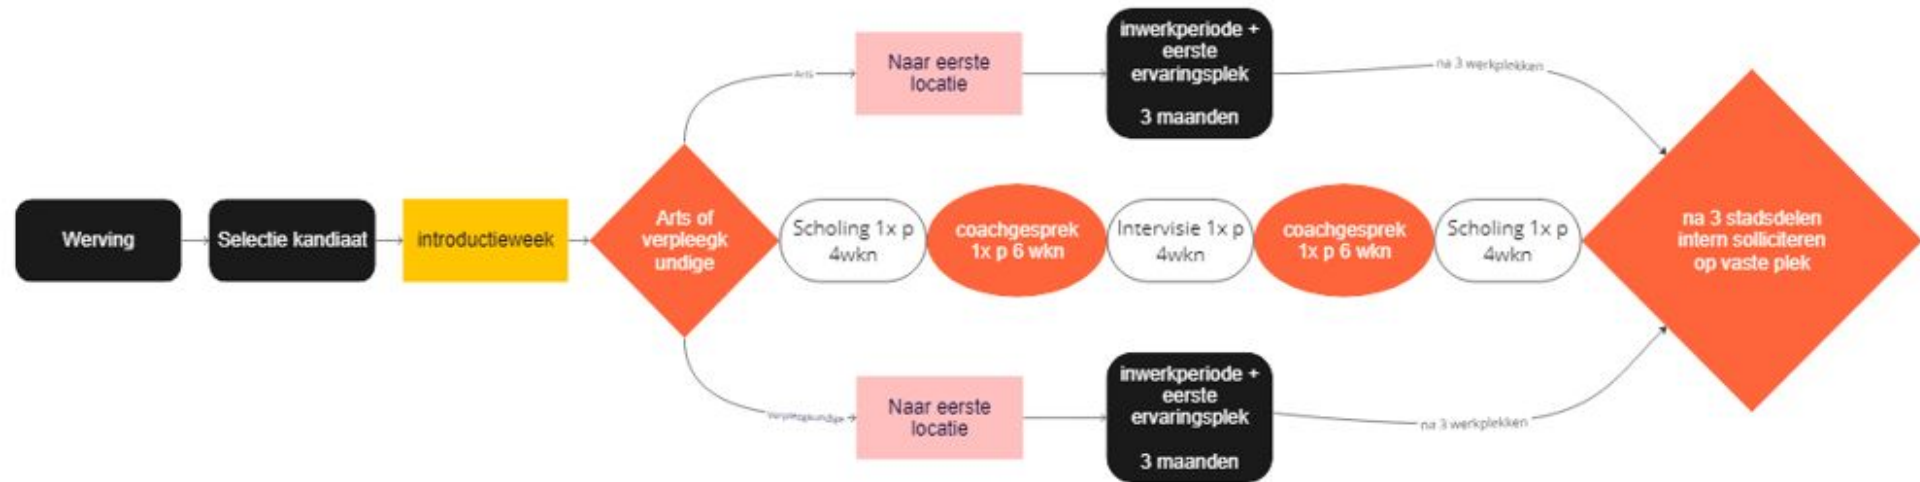 Werving
Selectie kandiaat
introductieweek
Arts of
verpleegk
undige
Arts
Naar eerste
locatie
inwerkperiode +
eerste
ervaringsplek
3 maanden
na 3 werkplekken
Scholing 1x p
4wkn
coachgesprek
1x p 6 wkn
Intervisie 1x p
4wkn
coachgesprek
1x p 6 wkn
Scholing 1x p
4wkn
Verpleegkundige
Naar eerste
locatie
inwerkperiode +
eerste
ervaringsplek
3 maanden
na 3 werkplekken
na 3 stadsdelen
intern solliciteren
op vaste plek